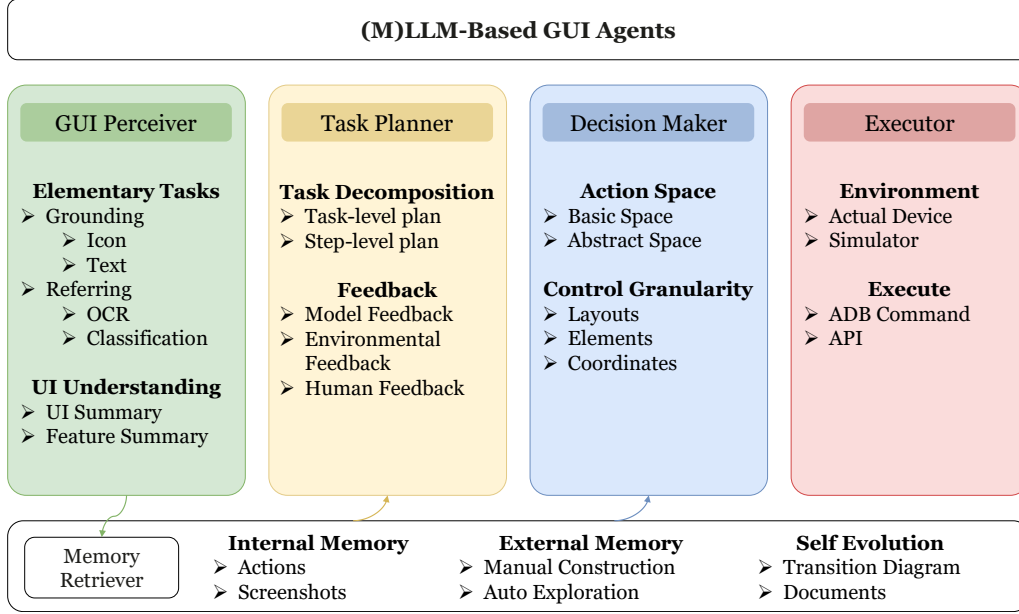 (M)LLM-Based GUI Agents
GUI Perceiver
Elementary Tasks
➢ Grounding
➢ Icon
➢ Text
➢ Referring
➢ OCR
➢ Classification
UI Understanding
➢ UI Summary
➢ Feature Summary
Task Planner
Task Decomposition
➢ Task-level plan
➢ Step-level plan
Feedback
➢ Model Feedback
➢ Environmental
Feedback
➢ Human Feedback
Decision Maker
Action Space
➢ Basic Space
➢ Abstract Space
Control Granularity
➢ Layouts
➢ Elements
➢ Coordinates
Executor
Environment
➢ Actual Device
➢ Simulator
Execute
➢ ADB Command
➢ API
Memory
Retriever
Internal Memory
➢ Actions
➢ Screenshots
External Memory
➢ Manual Construction
➢ Auto Exploration
Self Evolution
➢ Transition Diagram
➢ Documents